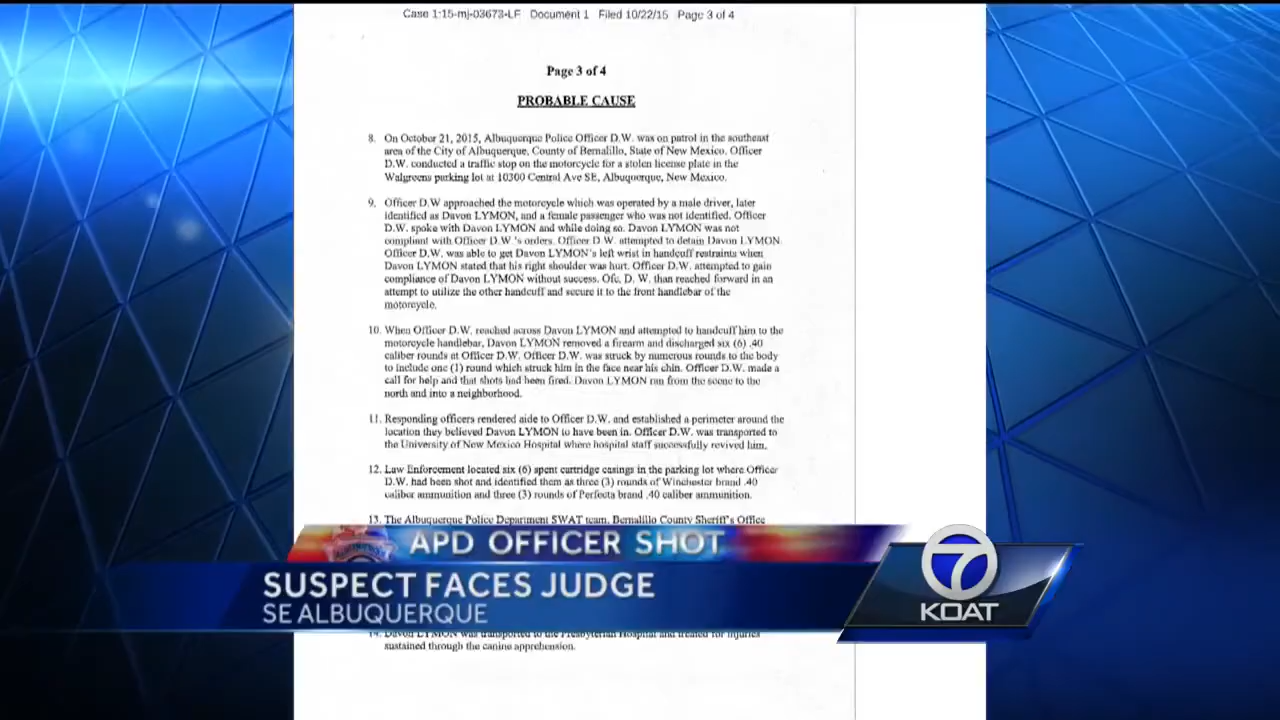 Case 1:15-mj-03673-LF Document 1 Filed 10/22/15 Page 3 of 4
Page 3 of 4
PROBABLE CAUSE
8. On October 21, 2015, Albuquerque Police Officer D.W. was on patrol in the southeast
area of the City of Albuquerque, County of Bernalillo, State of New Mexico. Officer
D.W. conducted a traffic stop on the motorcycle for a stolen license plate in the
Walgreens parking lot at 10300 Central Ave SE, Albuquerque, New Mexico.
9. Officer D.W approached the motorcycle which was operated by a male driver, later
identified as Davon LYMON, and a female passenger who was not identified. Officer
D.W. spoke with Davon LYMON and while doing so. Davon LYMON was not
compliant with Officer D.W.'s orders. Officer D.W. attempted to detain Davon LYMON.
Officer D.W. was able to get Davon LYMON's left wrist in handcuff restraints when
Davon LYMON stated that his right shoulder was hurt. Officer D.W. attempted to gain
compliance of Davon LYMON without success. Ofc. D. W. than reached forward in an
attempt to utilize the other handcuff and secure it to the front handlebar of the
motorcycle.
10. When Officer D.W. reached across Davon LYMON and attempted to handcuff him to the
motorcycle handlebar, Davon LYMON removed a firearm and discharged six (6) .40
caliber rounds at Officer D.W. Officer D.W. was struck by numerous rounds to the body
to include one (1) round which struck him in the face near his chin. Officer D.W. made a
call for help and that shots had been fired. Davon LYMON ran from the scene to the
north and into a neighborhood.
11. Responding officers rendered aide to Officer D.W. and established a perimeter around the
location they believed Davon LYMON to have been in. Officer D.W. was transported to
the University of New Mexico Hospital where hospital staff successfully revived him.
12. Law Enforcement located six (6) spent cartridge casings in the parking lot where Officer
D.W. had been shot and identified them as three (3) rounds of Winchester brand .40
caliber ammunition and three (3) rounds of Perfecta brand .40 caliber ammunition.
13. The Albuquerque Police Department SWAT team, Bernalillo County Sheriff's Office
APD OFFICER SHOT
SUSPECT FACES JUDGE
SE ALBUQUERQUE
7
KOAT
14. Davon LYMON was transported to the Presbyterian Hospital and treated for injuries
sustained through the canine apprehension.